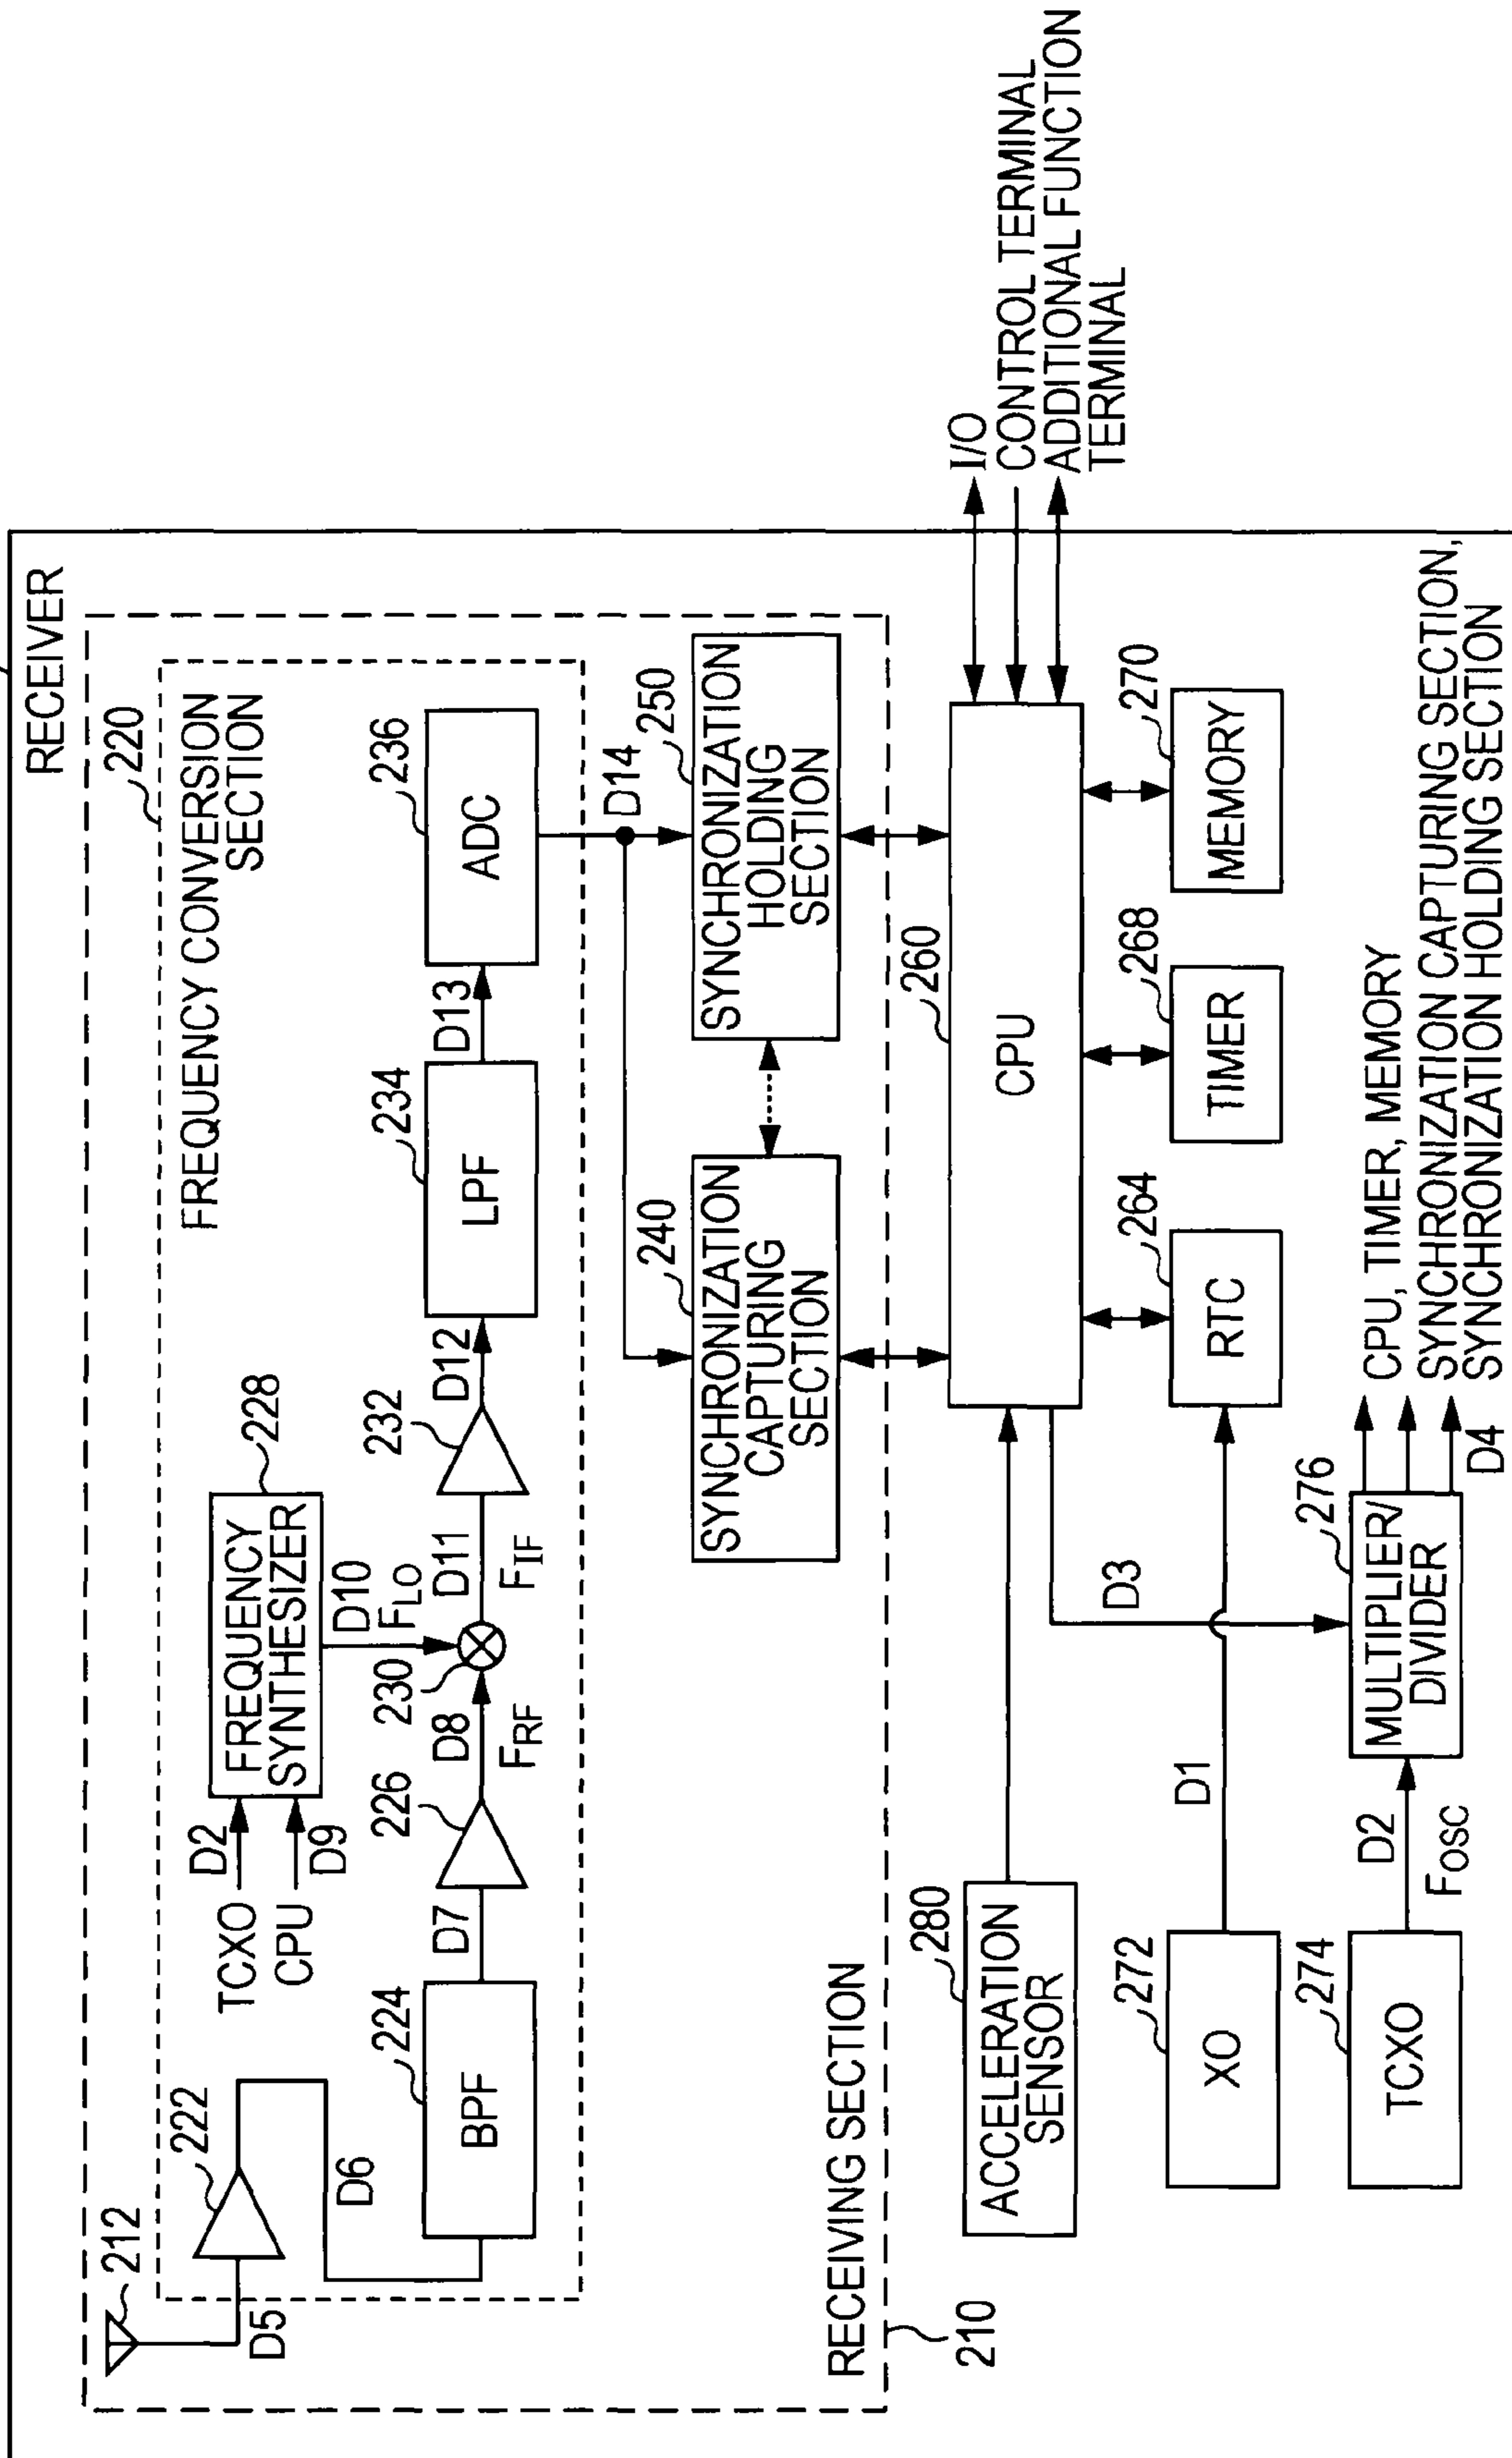 RECEIVER
220
FREQUENCY CONVERSION
SECTION
212
222
D5
D6
TCXO
D2
CPU
D9
FREQUENCY
SYNTHESIZER
228
D10
FLO
224
BPF
D7
226
D8
FRF
230
D11
FIF
232
D12
234
LPF
D13
236
ADC
D14
240
SYNCHRONIZATION
CAPTURING
SECTION
250
SYNCHRONIZATION
HOLDING
SECTION
RECEIVING SECTION
210
260
CPU
I/O
CONTROL TERMINAL
ADDITIONAL FUNCTION
TERMINAL
280
ACCELERATION
SENSOR
D3
264
RTC
268
TIMER
270
MEMORY
272
XO
D1
274
TCXO
D2
FOSC
276
MULTIPLIER/
DIVIDER
D4
CPU, TIMER, MEMORY
SYNCHRONIZATION CAPTURING SECTION,
SYNCHRONIZATION HOLDING SECTION